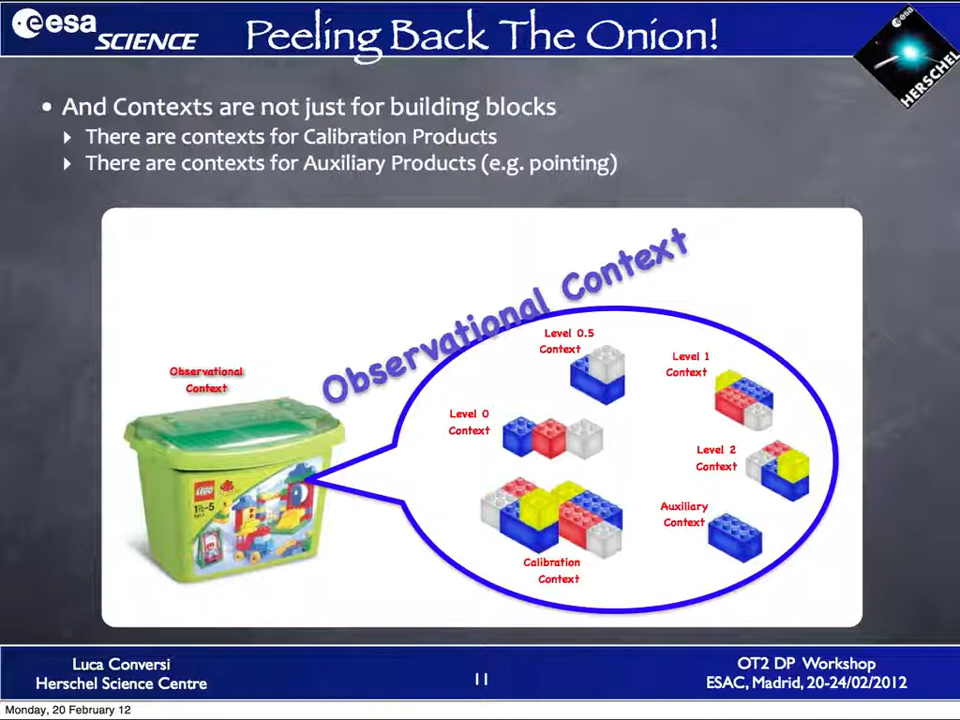 esa
SCIENCE
Peeling Back The Onion!
HERSCHEL
• And Contexts are not just for building blocks
There are contexts for Calibration Products
There are contexts for Auxiliary Products (e.g. pointing)
Observational Context
Observational
Context
Level 0.5
Context
Level 1
Context
Level 0
Context
Level 2
Context
Auxiliary
Context
Calibration
Context
LEGO
1½-5
Luca Conversi
Herschel Science Centre
11
OT2 DP Workshop
ESAC, Madrid, 20-24/02/2012
Monday, 20 February 12